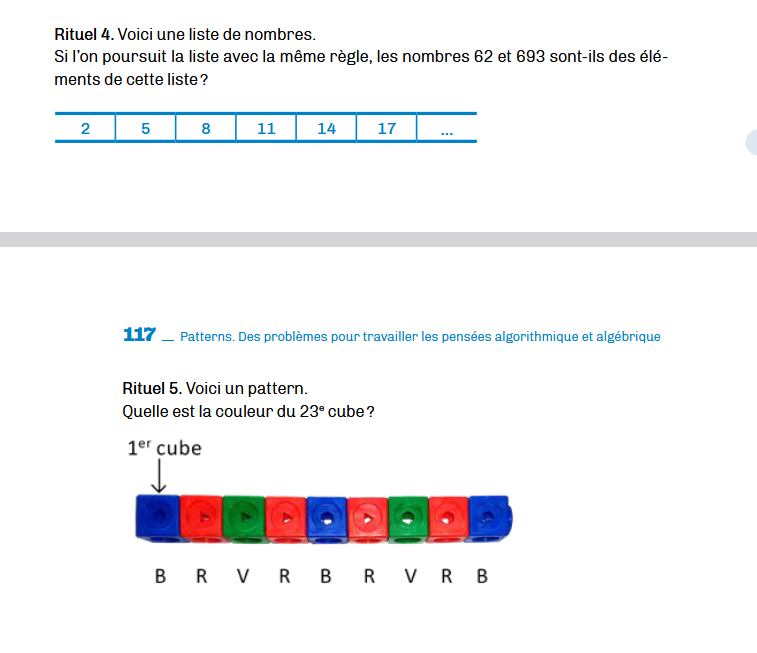 Rituel 4. Voici une liste de nombres.
Si l'on poursuit la liste avec la même règle, les nombres 62 et 693 sont-ils des élé-
ments de cette liste ?
2 5 8 11 14 17 ...
117 — Patterns. Des problèmes pour travailler les pensées algorithmique et algébrique
Rituel 5. Voici un pattern.
Quelle est la couleur du 23e cube ?
1er cube
B R V R B R V R B